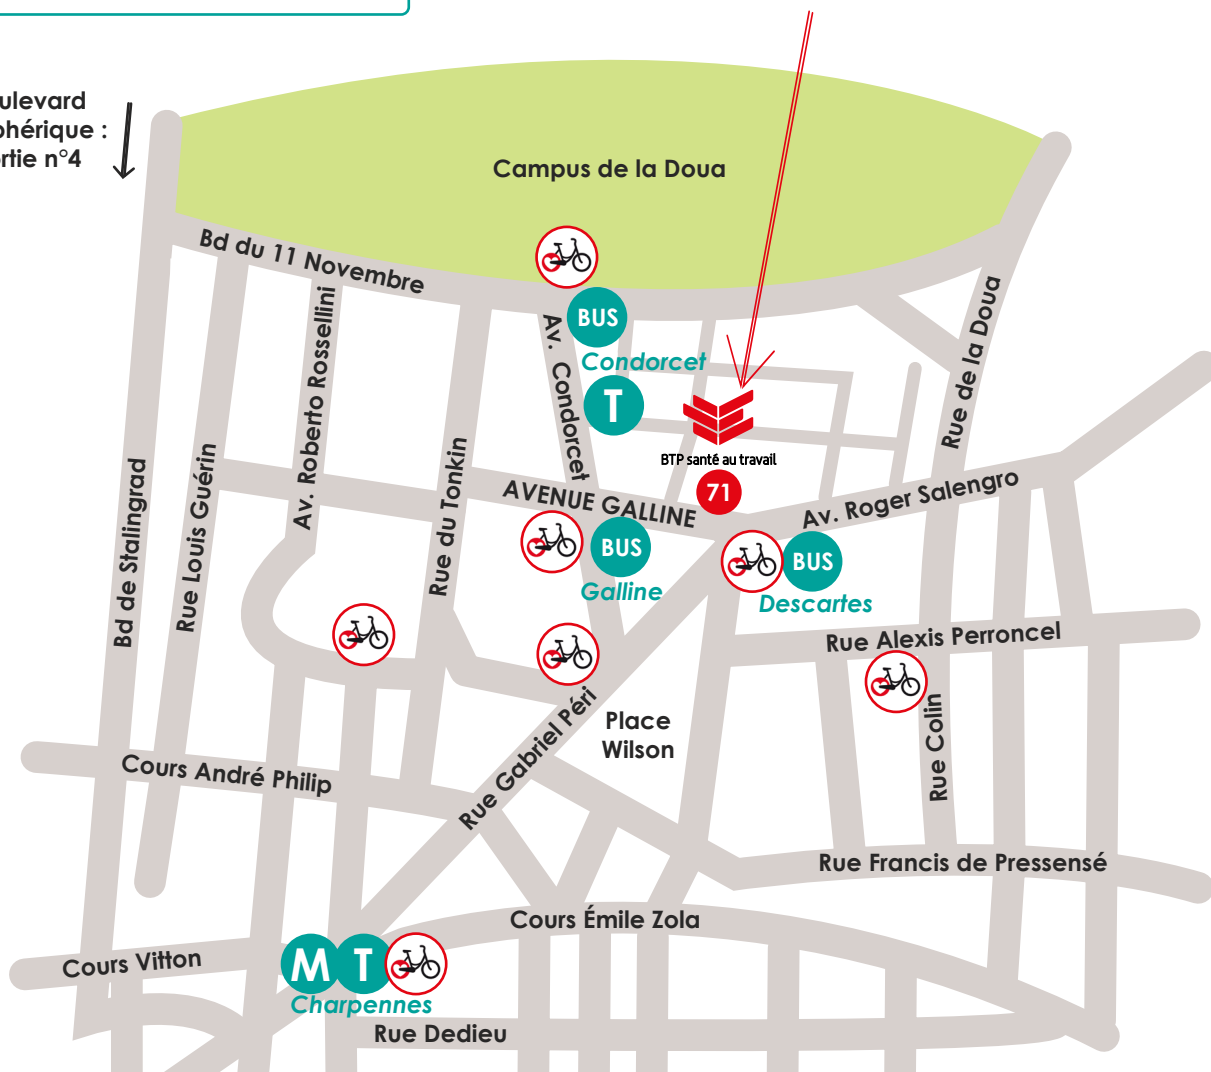 Campus de la Doua
Bd du 11 Novembre
BUS
Condorcet
T
Av. Condorcet
Av. Roberto Rossellini
Rue de la Doua
BTP santé au travail
71
AVENUE GALLINE
Av. Roger Salengro
Rue du Tonkin
Rue Louis Guérin
Bd de Stalingrad
BUS
Galline
BUS
Descartes
Rue Alexis Perroncel
Rue Colin
Place
Wilson
Rue Gabriel Péri
Cours André Philip
Rue Francis de Pressensé
Cours Émile Zola
Cours Vitton
M T
Charpennes
Rue Dedieu
n°4